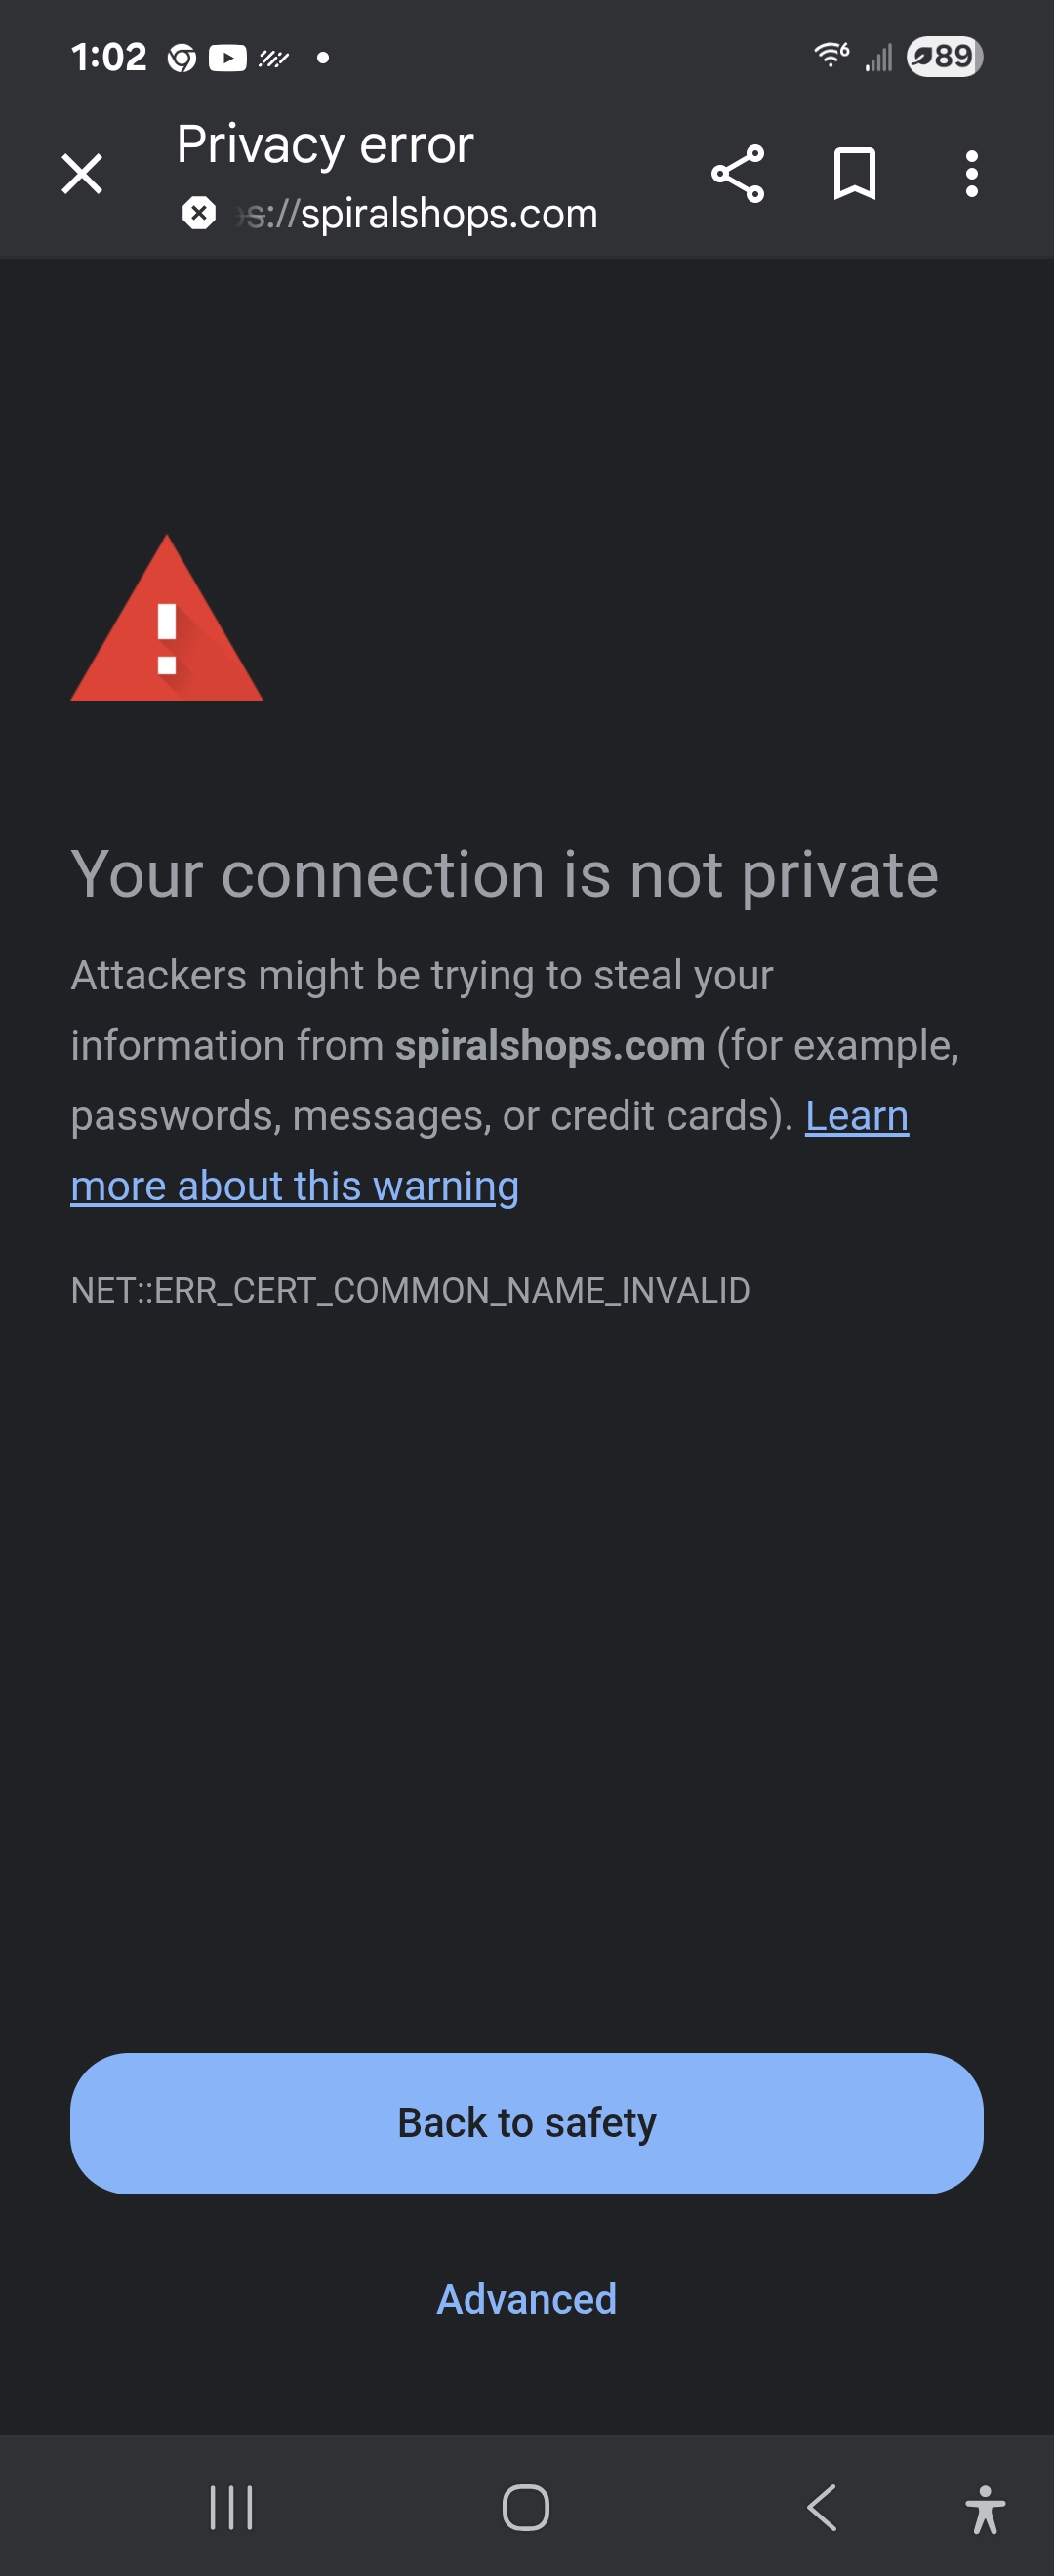 1:02
89
Privacy error
s://spiralshops.com
Your connection is not private
Attackers might be trying to steal your
information from spiralshops.com (for example,
passwords, messages, or credit cards). Learn
more about this warning
NET::ERR_CERT_COMMON_NAME_INVALID
Back to safety
Advanced